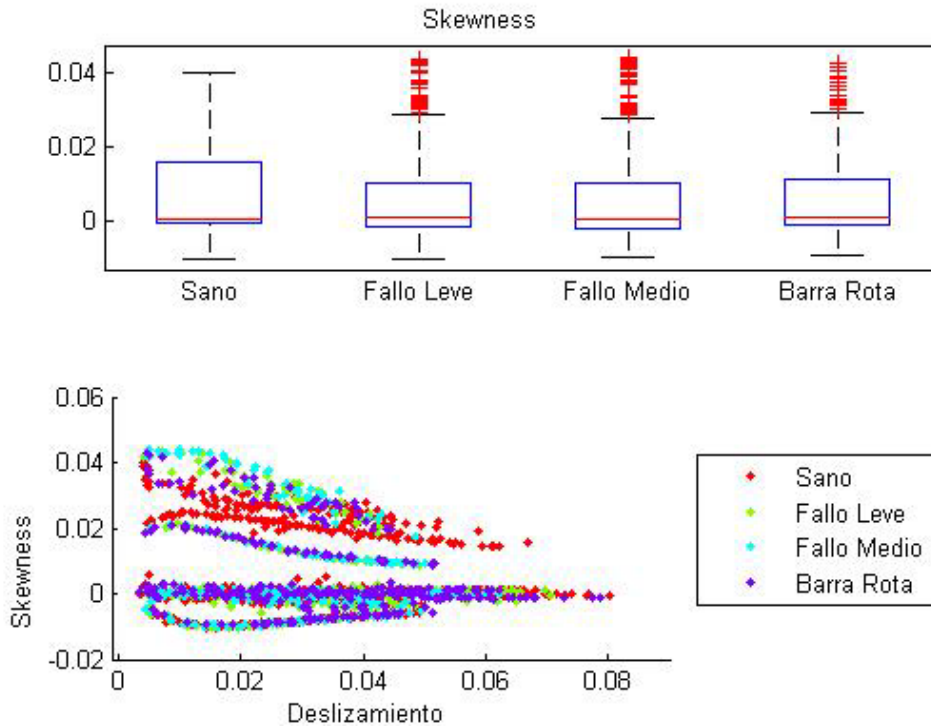 Skewness
0.04
0.02
0
Sano Fallo Leve Fallo Medio Barra Rota
0.06
0.04
0.02
0
-0.02
Skewness
0 0.02 0.04 0.06 0.08
Deslizamiento
Sano
Fallo Leve
Fallo Medio
Barra Rota